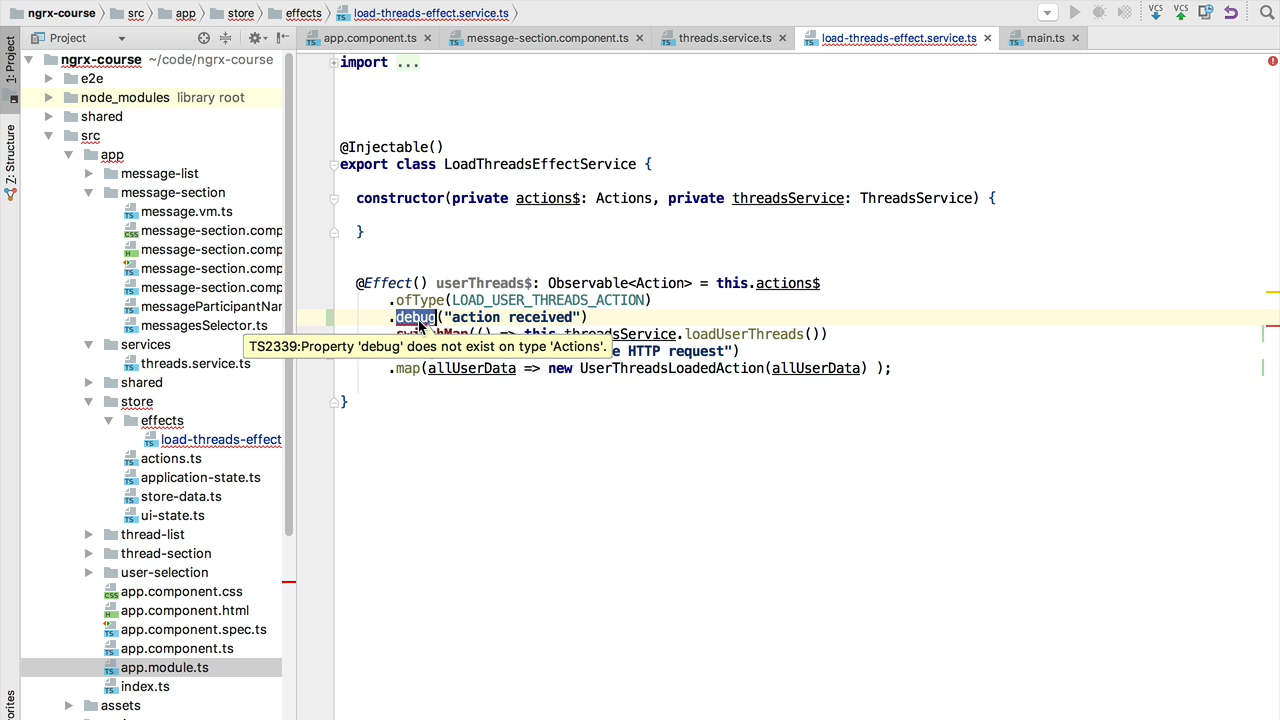 ngrx-course src app store effects load-threads-effect.service.ts
VCS VCS
1: Project
Z: Structure
Project
app.component.ts message-section.component.ts threads.service.ts load-threads-effect.service.ts main.ts
ngrx-course ~/code/ngrx-course
e2e
node_modules library root
shared
src
app
message-list
message-section
message.vm.ts
message-section.comp
message-section.comp
message-section.comp
message-section.comp
messageParticipantNar
messagesSelector.ts
services
threads.service.ts
shared
store
effects
load-threads-effect
actions.ts
application-state.ts
store-data.ts
ui-state.ts
thread-list
thread-section
user-selection
app.component.css
app.component.html
app.component.spec.ts
app.component.ts
app.module.ts
index.ts
assets
import ...
@Injectable()
export class LoadThreadsEffectService {
constructor(private actions$: Actions, private threadsService: ThreadsService) {
}
@Effect() userThreads$: Observable<Action> = this.actions$
.ofType(LOAD_USER_THREADS_ACTION)
.debug("action received")
.switchMap(() => this.threadsService.loadUserThreads())
TS2339:Property 'debug' does not exist on type 'Actions'.
HTTP request")
.map(allUserData => new UserThreadsLoadedAction(allUserData) );
}